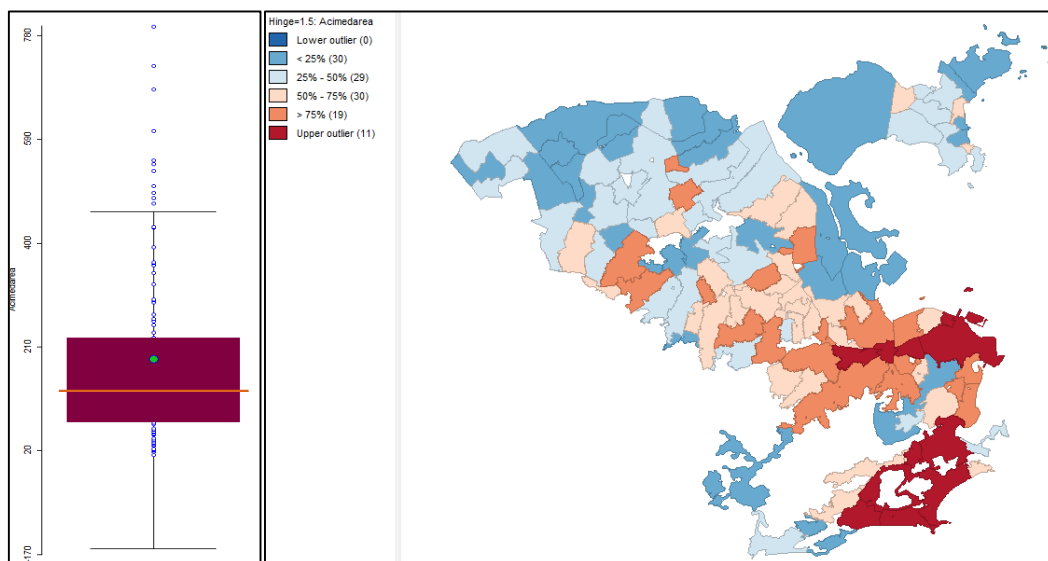 780
590
400
210
20
-170
Acimedarea
Hinge=1.5: Acimedarea
Lower outlier (0)
< 25% (30)
25% - 50% (29)
50% - 75% (30)
> 75% (19)
Upper outlier (11)